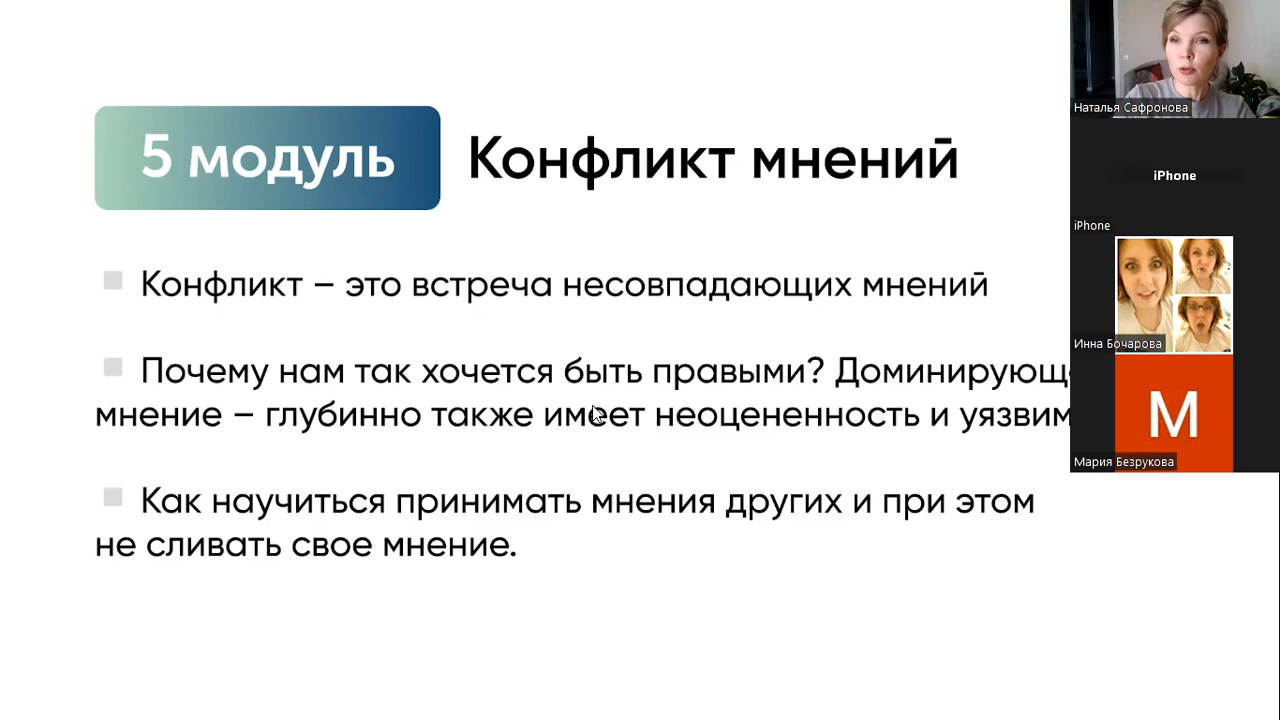 5 модуль
Конфликт мнений
Конфликт – это встреча несовпадающих мнений
Почему нам так хочется быть правыми?
мнение – глубинно также имеет неоцененность и
Как научиться принимать мнения других и при этом
не сливать свое мнение.
Наталья Сафронова
iPhone
iPhone
Инна Бочарова
М
Мария Безрукова